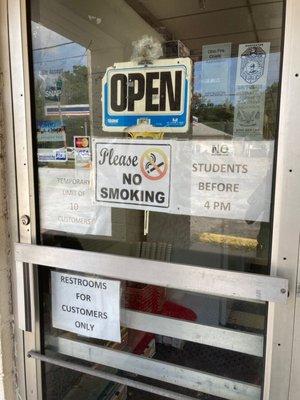 OPEN
Please
NO
SMOKING
TEMPORARY
LIMIT OF
10
CUSTOMERS
NO
STUDENTS
BEFORE
4 PM
RESTROOMS
FOR
CUSTOMERS
ONLY